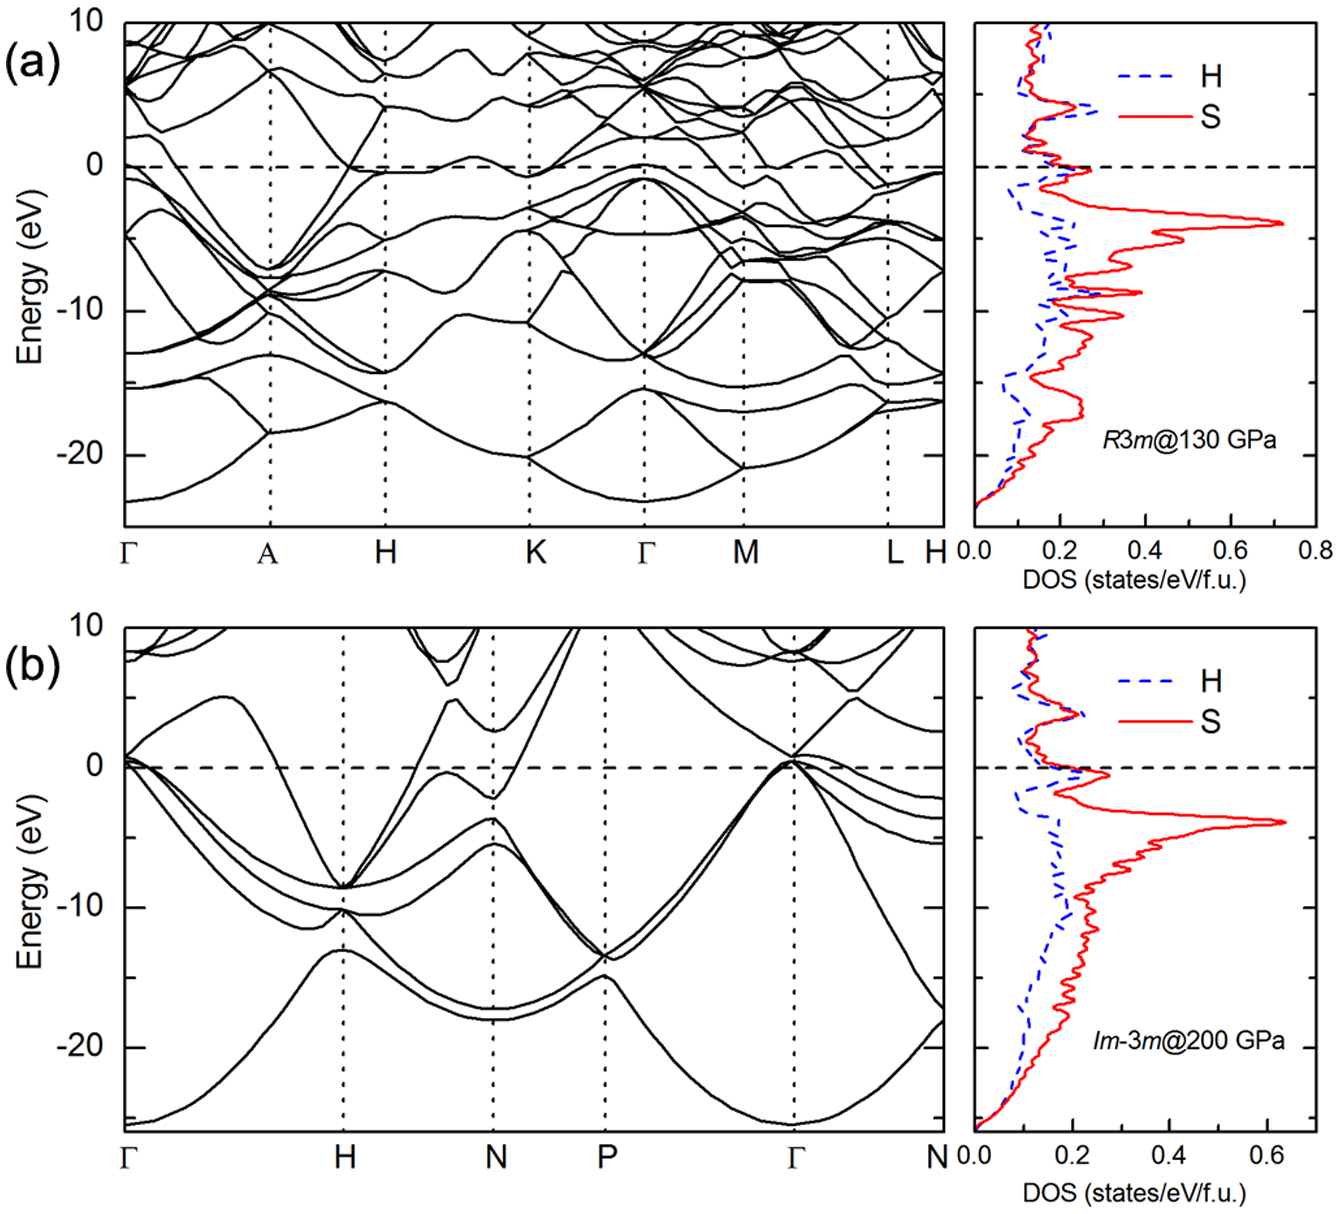 (a)
Energy (eV)
10
0
-10
-20
Γ A H K Γ M L H
H
S
R3m@130 GPa
0.0 0.2 0.4 0.6 0.8
DOS (states/eV/f.u.)
(b)
Energy (eV)
10
0
-10
-20
Γ H N P Γ N
H
S
Im-3m@200 GPa
0.0 0.2 0.4 0.6
DOS (states/eV/f.u.)